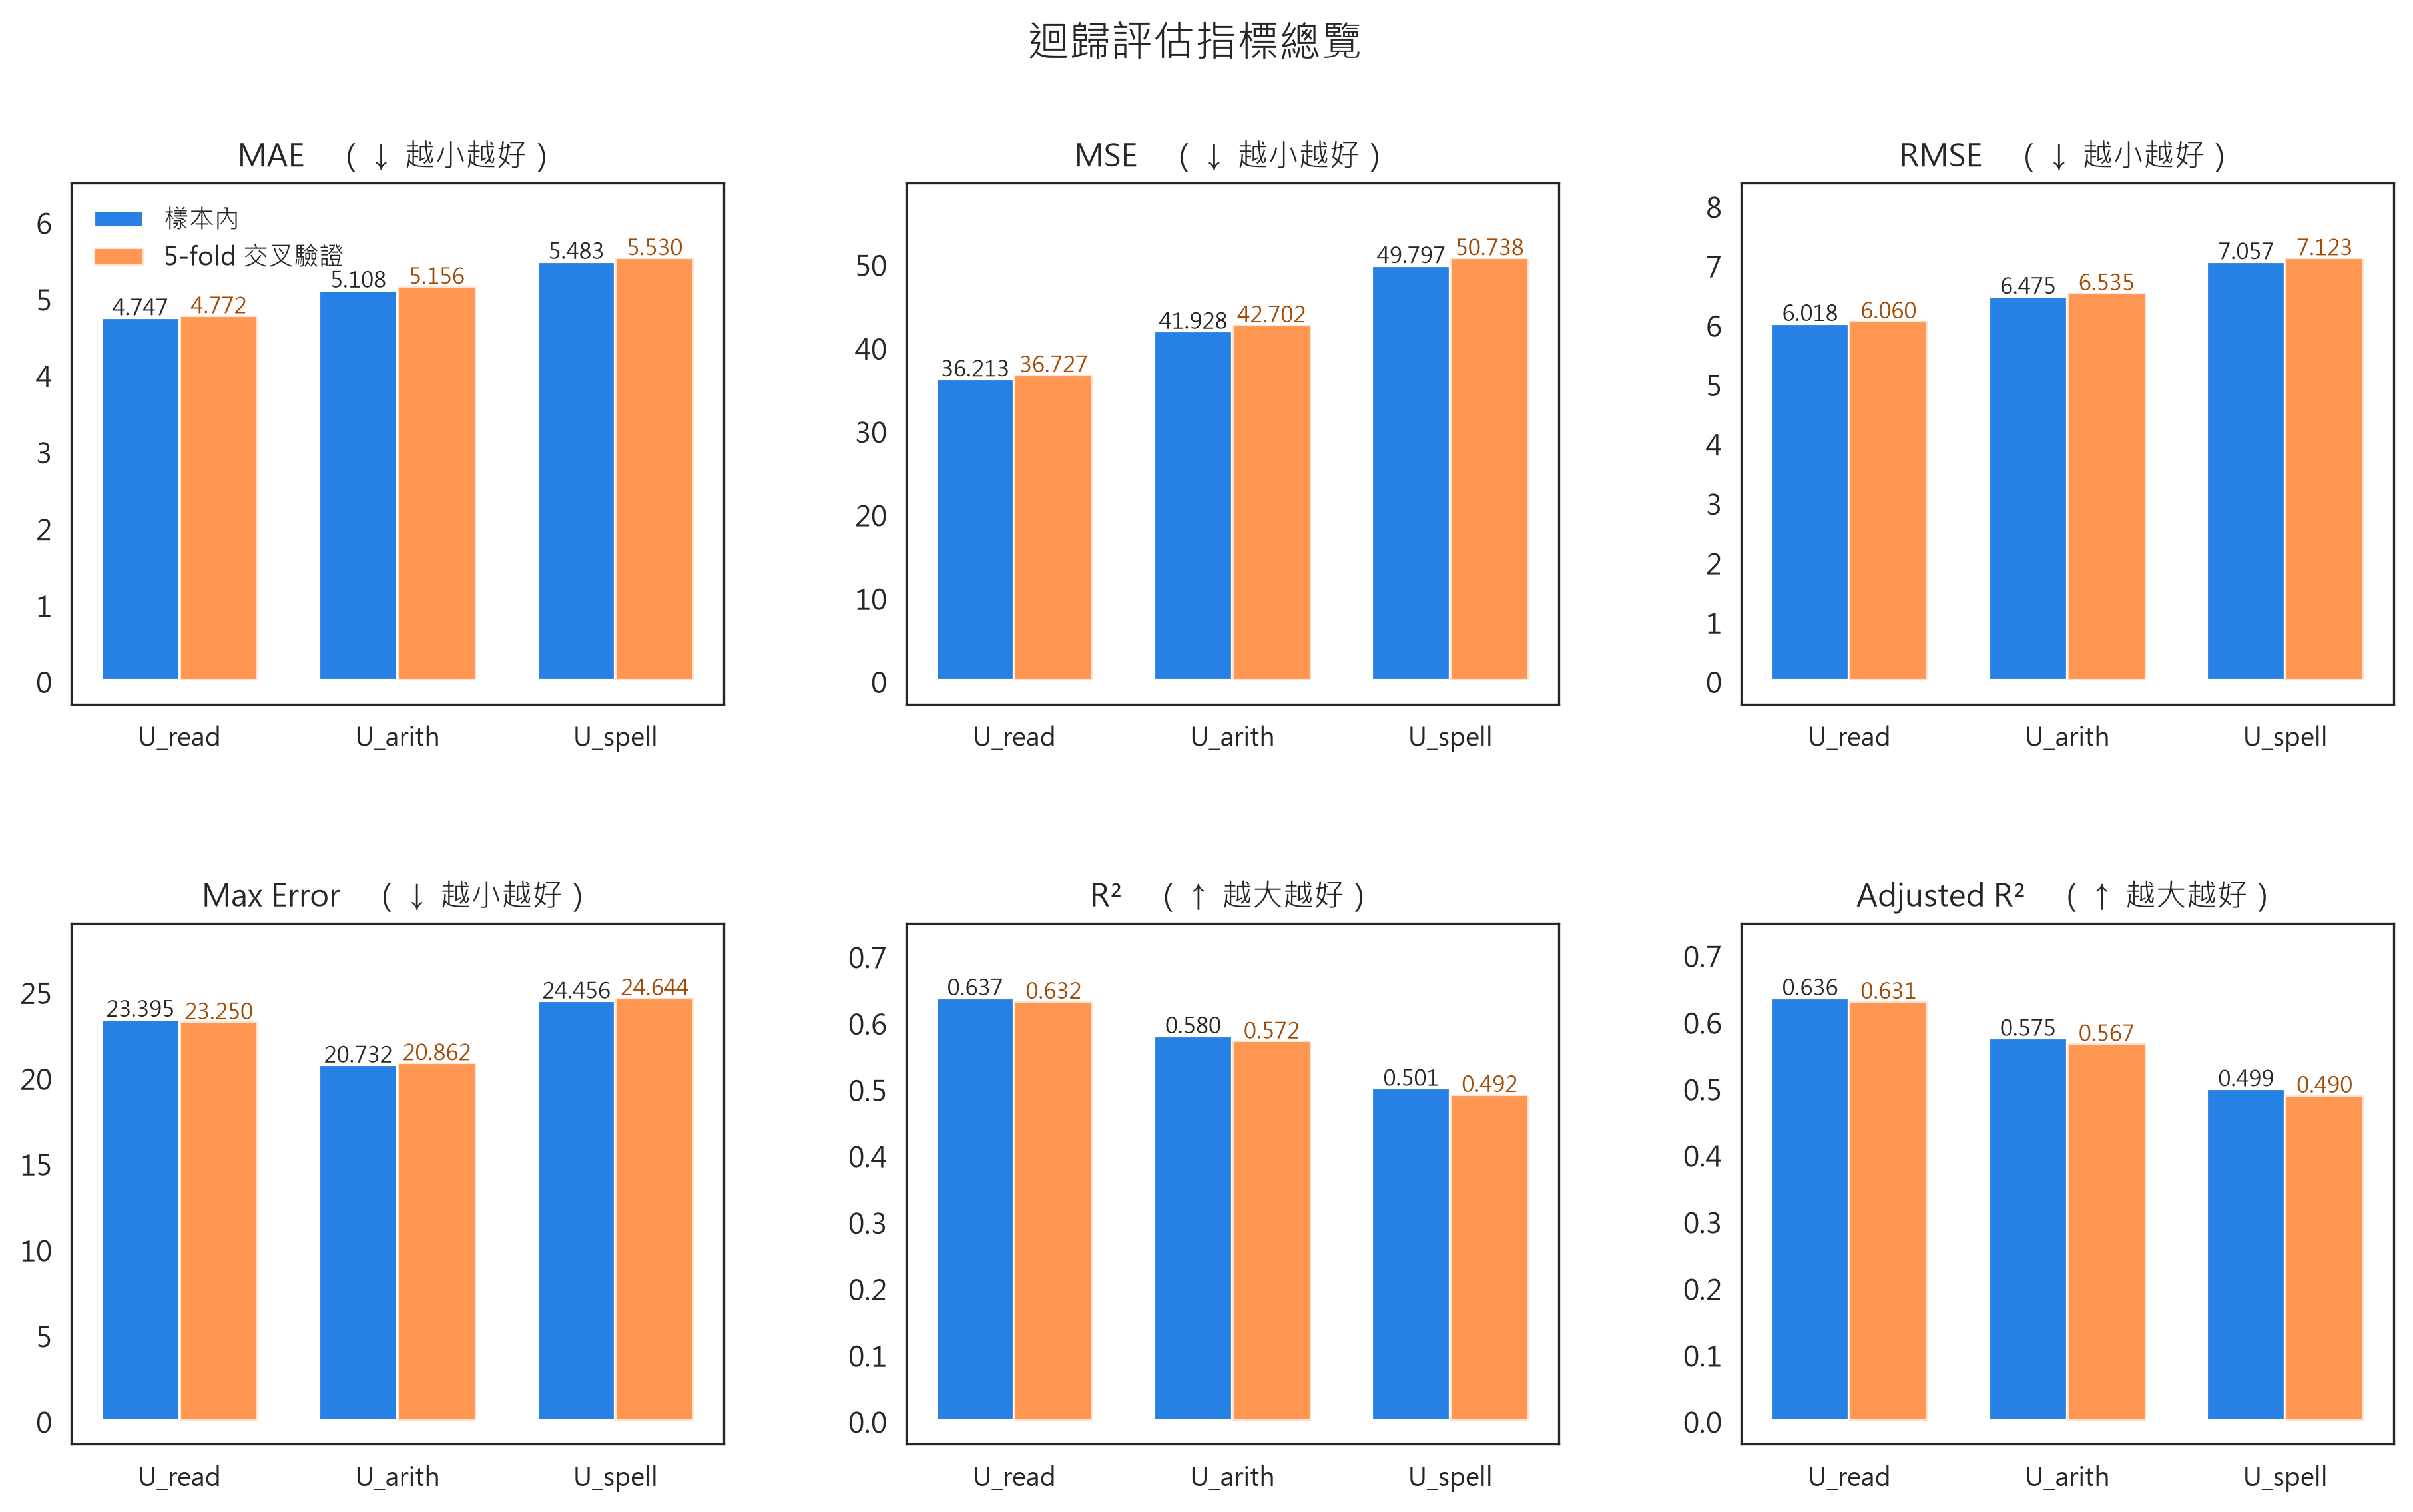 迴歸評估指標總覽
MAE ( ↓ 越小越好 )
6
5
4
3
2
1
0
樣本內
5-fold 交叉驗證
4.747
4.772
5.108
5.156
5.483
5.530
U_read
U_arith
U_spell
MSE ( ↓ 越小越好 )
50
40
30
20
10
0
36.213
36.727
41.928
42.702
49.797
50.738
U_read
U_arith
U_spell
RMSE ( ↓ 越小越好 )
8
7
6
5
4
3
2
1
0
6.018
6.060
6.475
6.535
7.057
7.123
U_read
U_arith
U_spell
Max Error ( ↓ 越小越好 )
25
20
15
10
5
0
23.395
23.250
20.732
20.862
24.456
24.644
U_read
U_arith
U_spell
R² ( ↑ 越大越好 )
0.7
0.6
0.5
0.4
0.3
0.2
0.1
0.0
0.637
0.632
0.580
0.572
0.501
0.492
U_read
U_arith
U_spell
Adjusted R² ( ↑ 越大越好 )
0.7
0.6
0.5
0.4
0.3
0.2
0.1
0.0
0.636
0.631
0.575
0.567
0.499
0.490
U_read
U_arith
U_spell